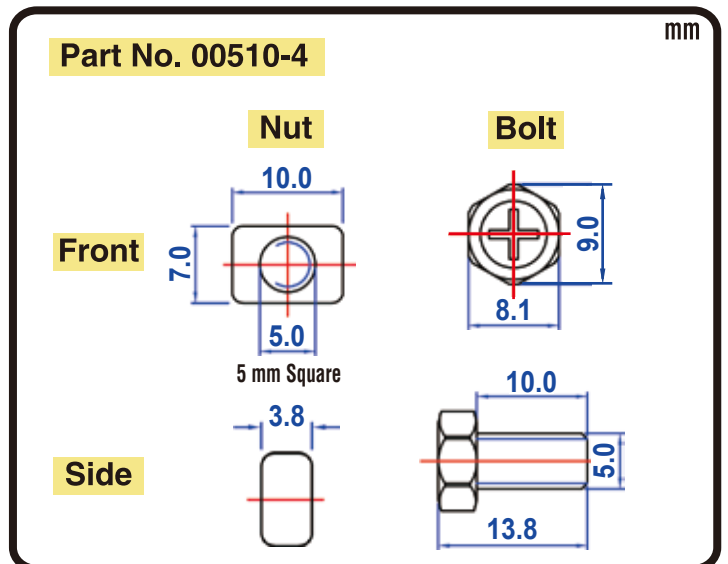 mm
Part No. 00510-4
Nut
Bolt
10.0
Front
7.0
9.0
5.0
8.1
5 mm Square
3.8
10.0
Side
5.0
13.8